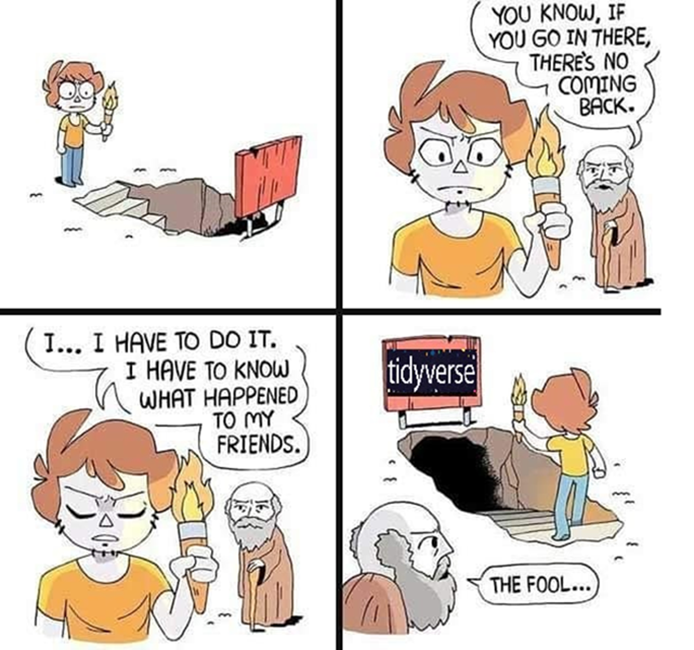 YOU KNOW, IF
YOU GO IN THERE,
THERE'S NO
COMING
BACK.
I... I HAVE TO DO IT.
I HAVE TO KNOW
WHAT HAPPENED
TO MY
FRIENDS.
tidyverse
THE FOOL...